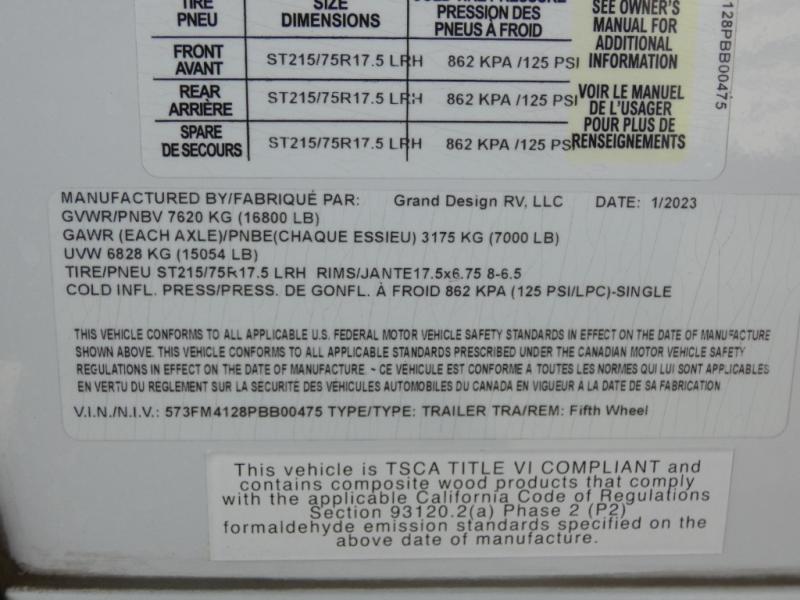 TIRE SIZE COLD TIRE PRESSURE SEE OWNER'S
PNEU DIMENSIONS PRESSION DES MANUAL FOR
PNEUS À FROID ADDITIONAL
FRONT ST215/75R17.5 LRH 862 KPA /125 PSI INFORMATION
AVANT
REAR ST215/75R17.5 LRH 862 KPA /125 PSI VOIR LE MANUEL
ARRIÈRE DE L'USAGER
SPARE ST215/75R17.5 LRH 862 KPA /125 PSI POUR PLUS DE
DE SECOURS RENSEIGNEMENTS
128PBB00475
MANUFACTURED BY/FABRIQUÉ PAR: Grand Design RV, LLC DATE: 1/2023
GVWR/PNBV 7620 KG (16800 LB)
GAWR (EACH AXLE)/PNBE(CHAQUE ESSIEU) 3175 KG (7000 LB)
UVW 6828 KG (15054 LB)
TIRE/PNEU ST215/75R17.5 LRH RIMS/JANTE17.5x6.75 8-6.5
COLD INFL. PRESS/PRESS. DE GONFL. À FROID 862 KPA (125 PSI/LPC)-SINGLE
THIS VEHICLE CONFORMS TO ALL APPLICABLE U.S. FEDERAL MOTOR VEHICLE SAFETY STANDARDS IN EFFECT ON THE DATE OF MANUFACTURE
SHOWN ABOVE. THIS VEHICLE CONFORMS TO ALL APPLICABLE STANDARDS PRESCRIBED UNDER THE CANADIAN MOTOR VEHICLE SAFETY
REGULATIONS IN EFFECT ON THE DATE OF MANUFACTURE. ~ CE VÉHICULE EST CONFORME À TOUTES LES NORMES QUI LUI SONT APPLICABLES
EN VERTU DU REGLEMENT SUR LA SÉCURITÉ DES VÉHICULES AUTOMOBILES DU CANADA EN VIGUEUR À LA DATE DE SA FABRICATION
V.I.N./N.I.V.: 573FM4128PBB00475 TYPE/TYPE: TRAILER TRA/REM: Fifth Wheel
This vehicle is TSCA TITLE VI COMPLIANT and
contains composite wood products that comply
with the applicable California Code of Regulations
Section 93120.2(a) Phase 2 (P2)
formaldehyde emission standards specified on the
above date of manufacture.